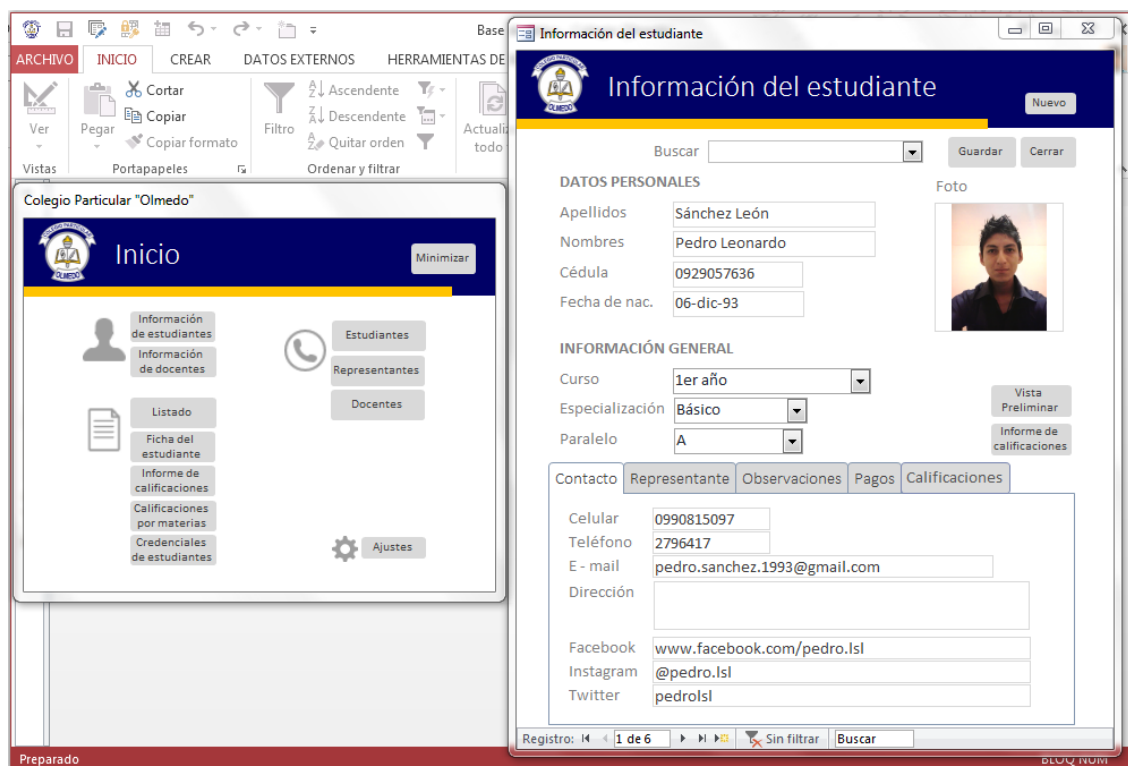 Base
ARCHIVO INICIO CREAR DATOS EXTERNOS HERRAMIENTAS DE
Ver
Pegar
Cortar
Copiar
Copiar formato
Filtro
Ascendente
Descendente
Quitar orden
Actualiz
todo
Vistas Portapapeles Ordenar y filtrar
Colegio Particular "Olmedo"
OLMEDO
Inicio
Minimizar
Información
de estudiantes
Información
de docentes
Listado
Ficha del
estudiante
Informe de
calificaciones
Calificaciones
por materias
Credenciales
de estudiantes
Estudiantes
Representantes
Docentes
Ajustes
Información del estudiante
COLEGIO PARTICULAR
OLMEDO
Información del estudiante
Nuevo
Buscar
Guardar Cerrar
DATOS PERSONALES
Foto
Apellidos Sánchez León
Nombres Pedro Leonardo
Cédula 0929057636
Fecha de nac. 06-dic-93
INFORMACIÓN GENERAL
Curso 1er año
Especialización Básico
Paralelo A
Vista
Preliminar
Informe de
calificaciones
Contacto Representante Observaciones Pagos Calificaciones
Celular 0990815097
Teléfono 2796417
E - mail pedro.sanchez.1993@gmail.com
Dirección
Facebook www.facebook.com/pedro.lsl
Instagram @pedro.lsl
Twitter pedrolsl
Registro: 1 de 6 Sin filtrar Buscar
Preparado BLOQ NUM